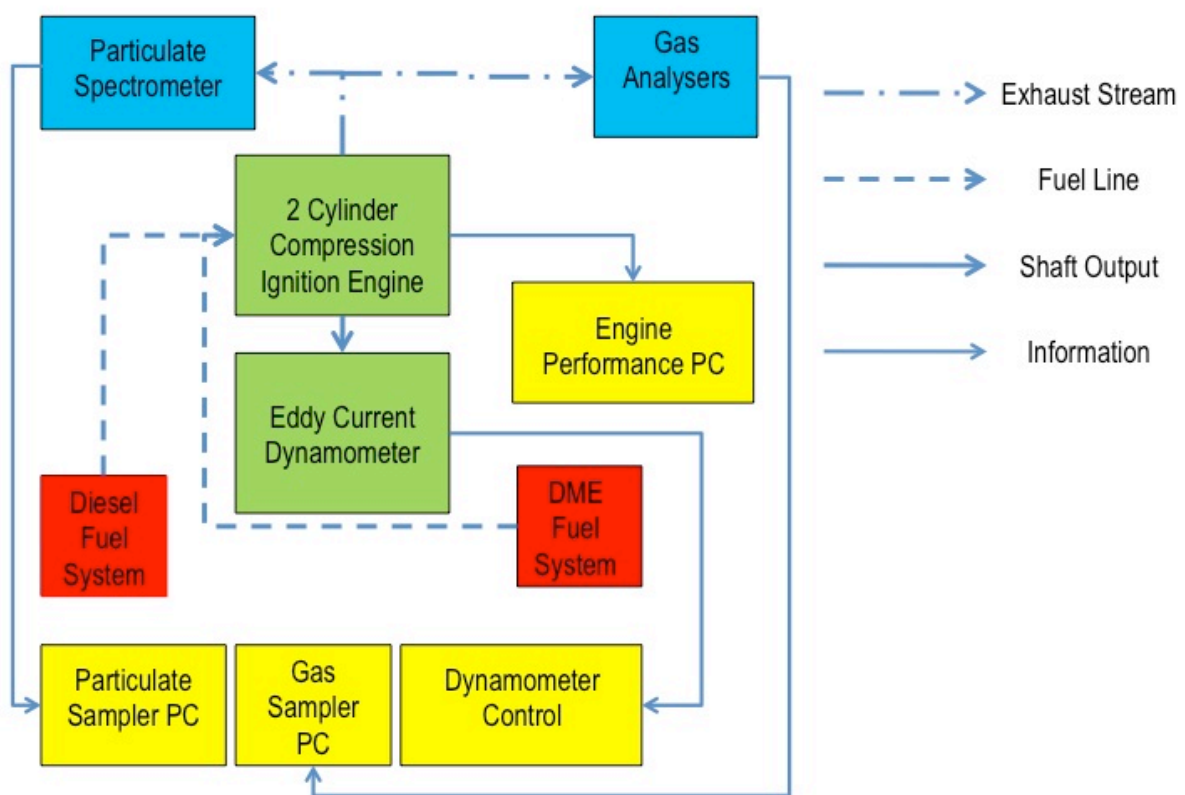 Particulate
Spectrometer
Gas
Analysers
Exhaust Stream
Fuel Line
Shaft Output
Information
2 Cylinder
Compression
Ignition Engine
Engine
Performance PC
Eddy Current
Dynamometer
Diesel
Fuel
System
DME
Fuel
System
Particulate
Sampler PC
Gas
Sampler
PC
Dynamometer
Control